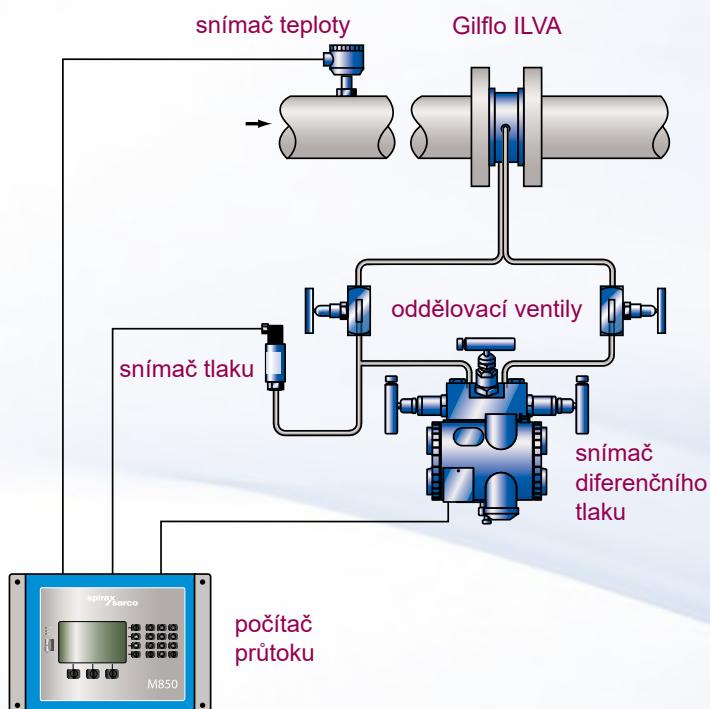 snímač teploty
Gilflo ILVA
oddělovací ventily
snímač tlaku
snímač
diferenčního
tlaku
spirax
sarco
M850
počítač
průtoku